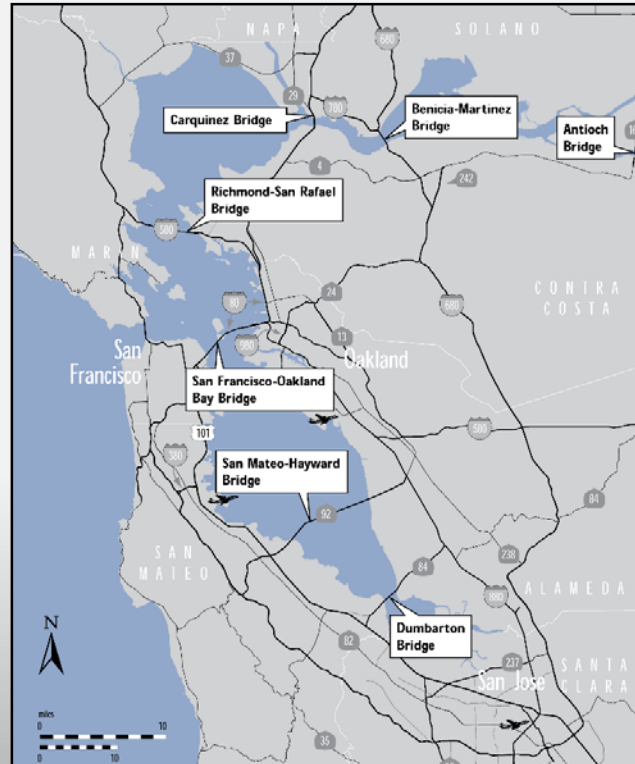 NAPA
SOLANO
680
37
680
29
780
Carquinez Bridge
Benicia-Martinez
Bridge
Antioch
Bridge
4
242
Richmond-San Rafael
Bridge
580
MARIN
80
24
680
CONTRA
COSTA
13
980
San
Francisco
Oakland
San Francisco-Oakland
Bay Bridge
101
580
380
San Mateo-Hayward
Bridge
92
84
SAN
MATEO
84
238
880
ALAMEDA
N
Dumbarton
Bridge
82
237
SANTA
CLARA
San Jose
miles
0
10
0
10
35